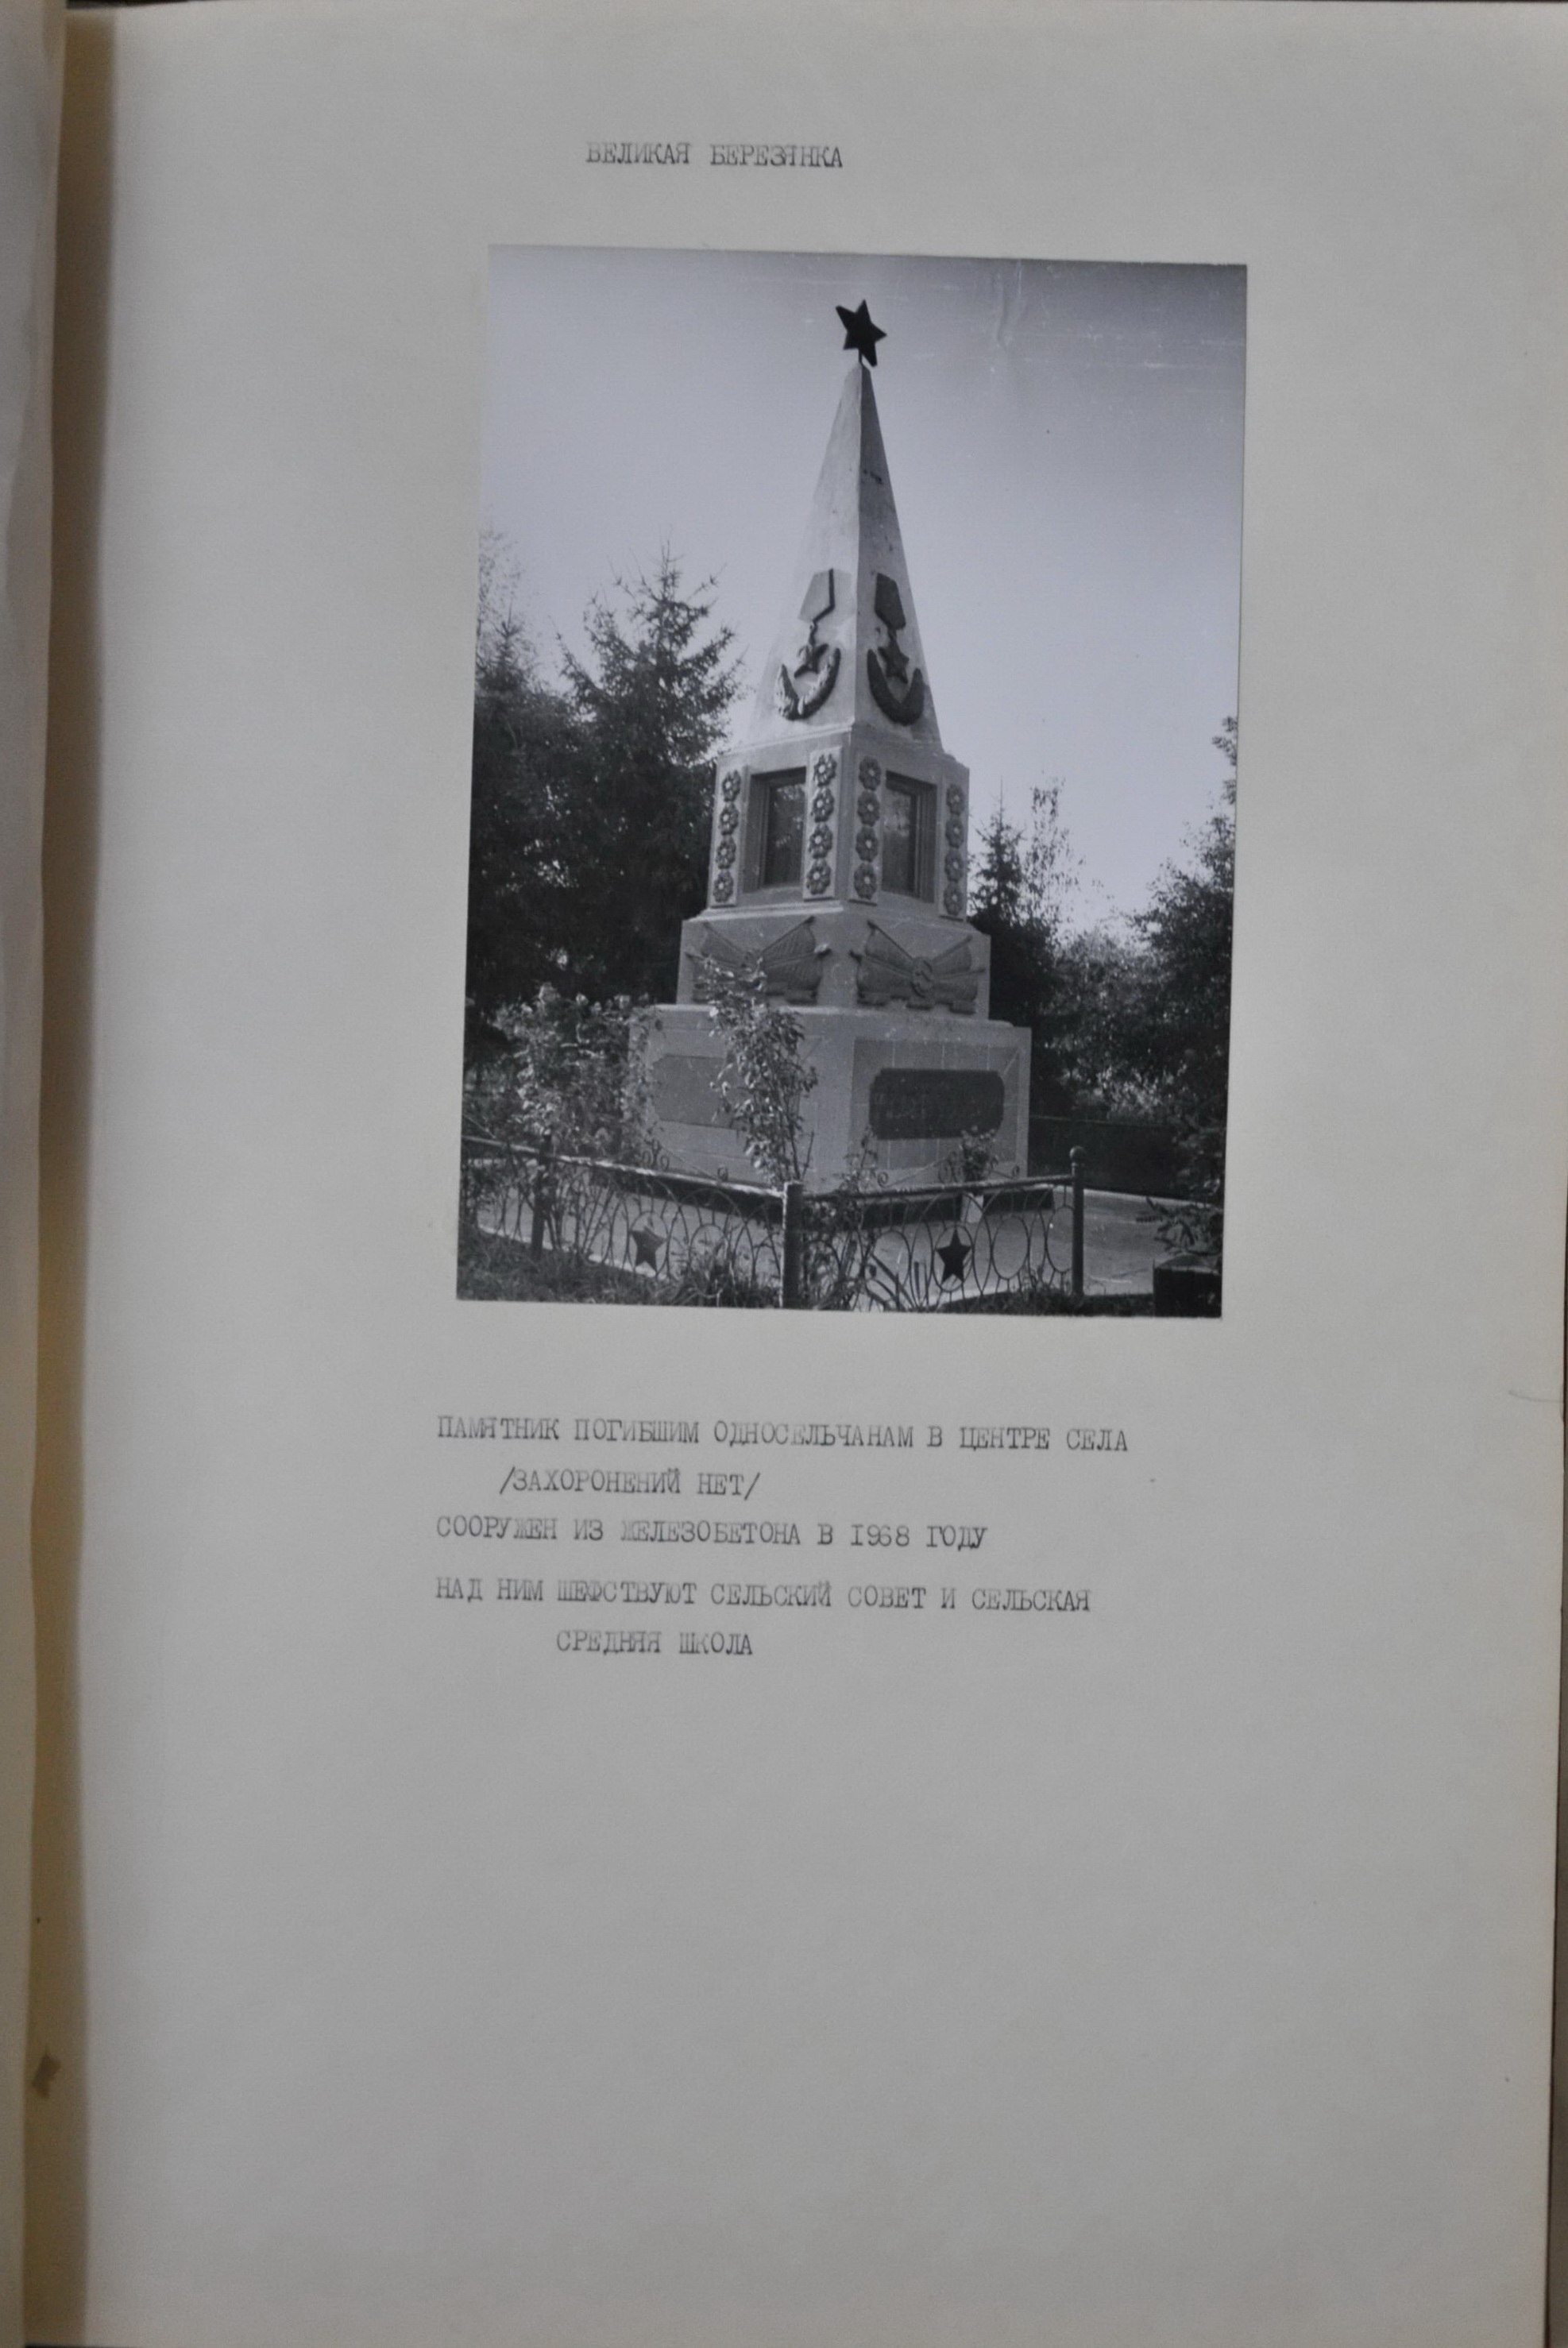 ВЕЛИКАЯ БЕРЕЗЯНКА
ПАМЯТНИК ПОГИБШИМ ОДНОСЕЛЬЧАНАМ В ЦЕНТРЕ СЕЛА
/ЗАХОРОНЕНИЙ НЕТ/
СООРУЖЕН ИЗ ЖЕЛЕЗОБЕТОНА В 1968 ГОДУ
НАД НИМ ШЕФСТВУЮТ СЕЛЬСКИЙ СОВЕТ И СЕЛЬСКАЯ
СРЕДНЯЯ ШКОЛА